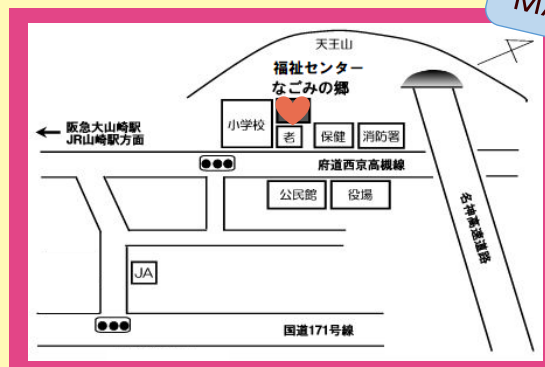 天王山
福祉センター
なごみの郷
小学校
老
保健
消防署
阪急大山崎駅
JR山崎駅方面
府道西京高槻線
公民館
役場
名神高速道路
JA
国道171号線